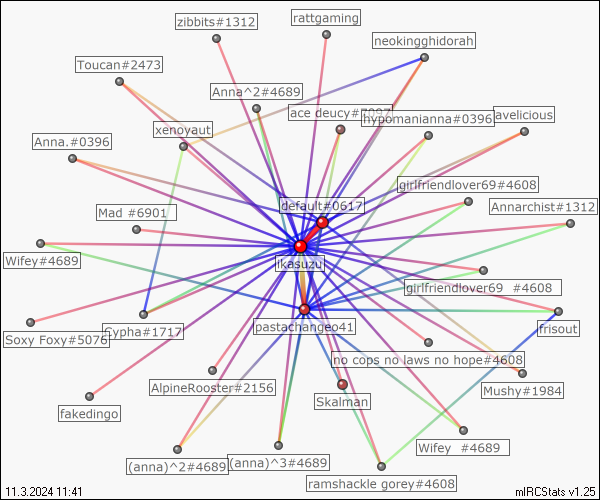 zibbits#1312
rattgaming
neokingghidorah
Toucan#2473
Anna^2#4689
ace deucy#7097
hypomanianna#0396
avelicious
xenoyaut
Anna.#0396
girlfriendlover69#4608
default#0617
Annarchist#1312
Mad #6901
Wifey#4689
ikasuzu
girlfriendlover69 #4608
Soxy Foxy#5076
Cypha#1717
pastachangeo41
frisout
no cops no laws no hope#4608
AlpineRooster#2156
Mushy#1984
Skalman
fakedingo
Wifey #4689
(anna)^2#4689
(anna)^3#4689
ramshackle gorey#4608
11.3.2024 11:41
mIRCStats v1.25